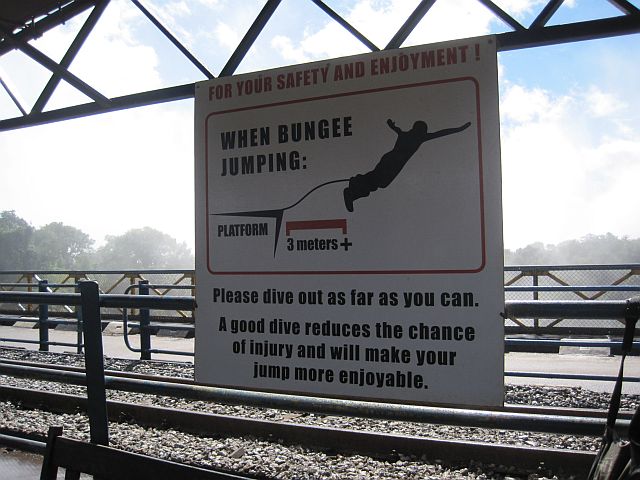 FOR YOUR SAFETY AND ENJOYMENT !
WHEN BUNGEE
JUMPING:
PLATFORM
3 meters+
Please dive out as far as you can.
A good dive reduces the chance
of injury and will make your
jump more enjoyable.